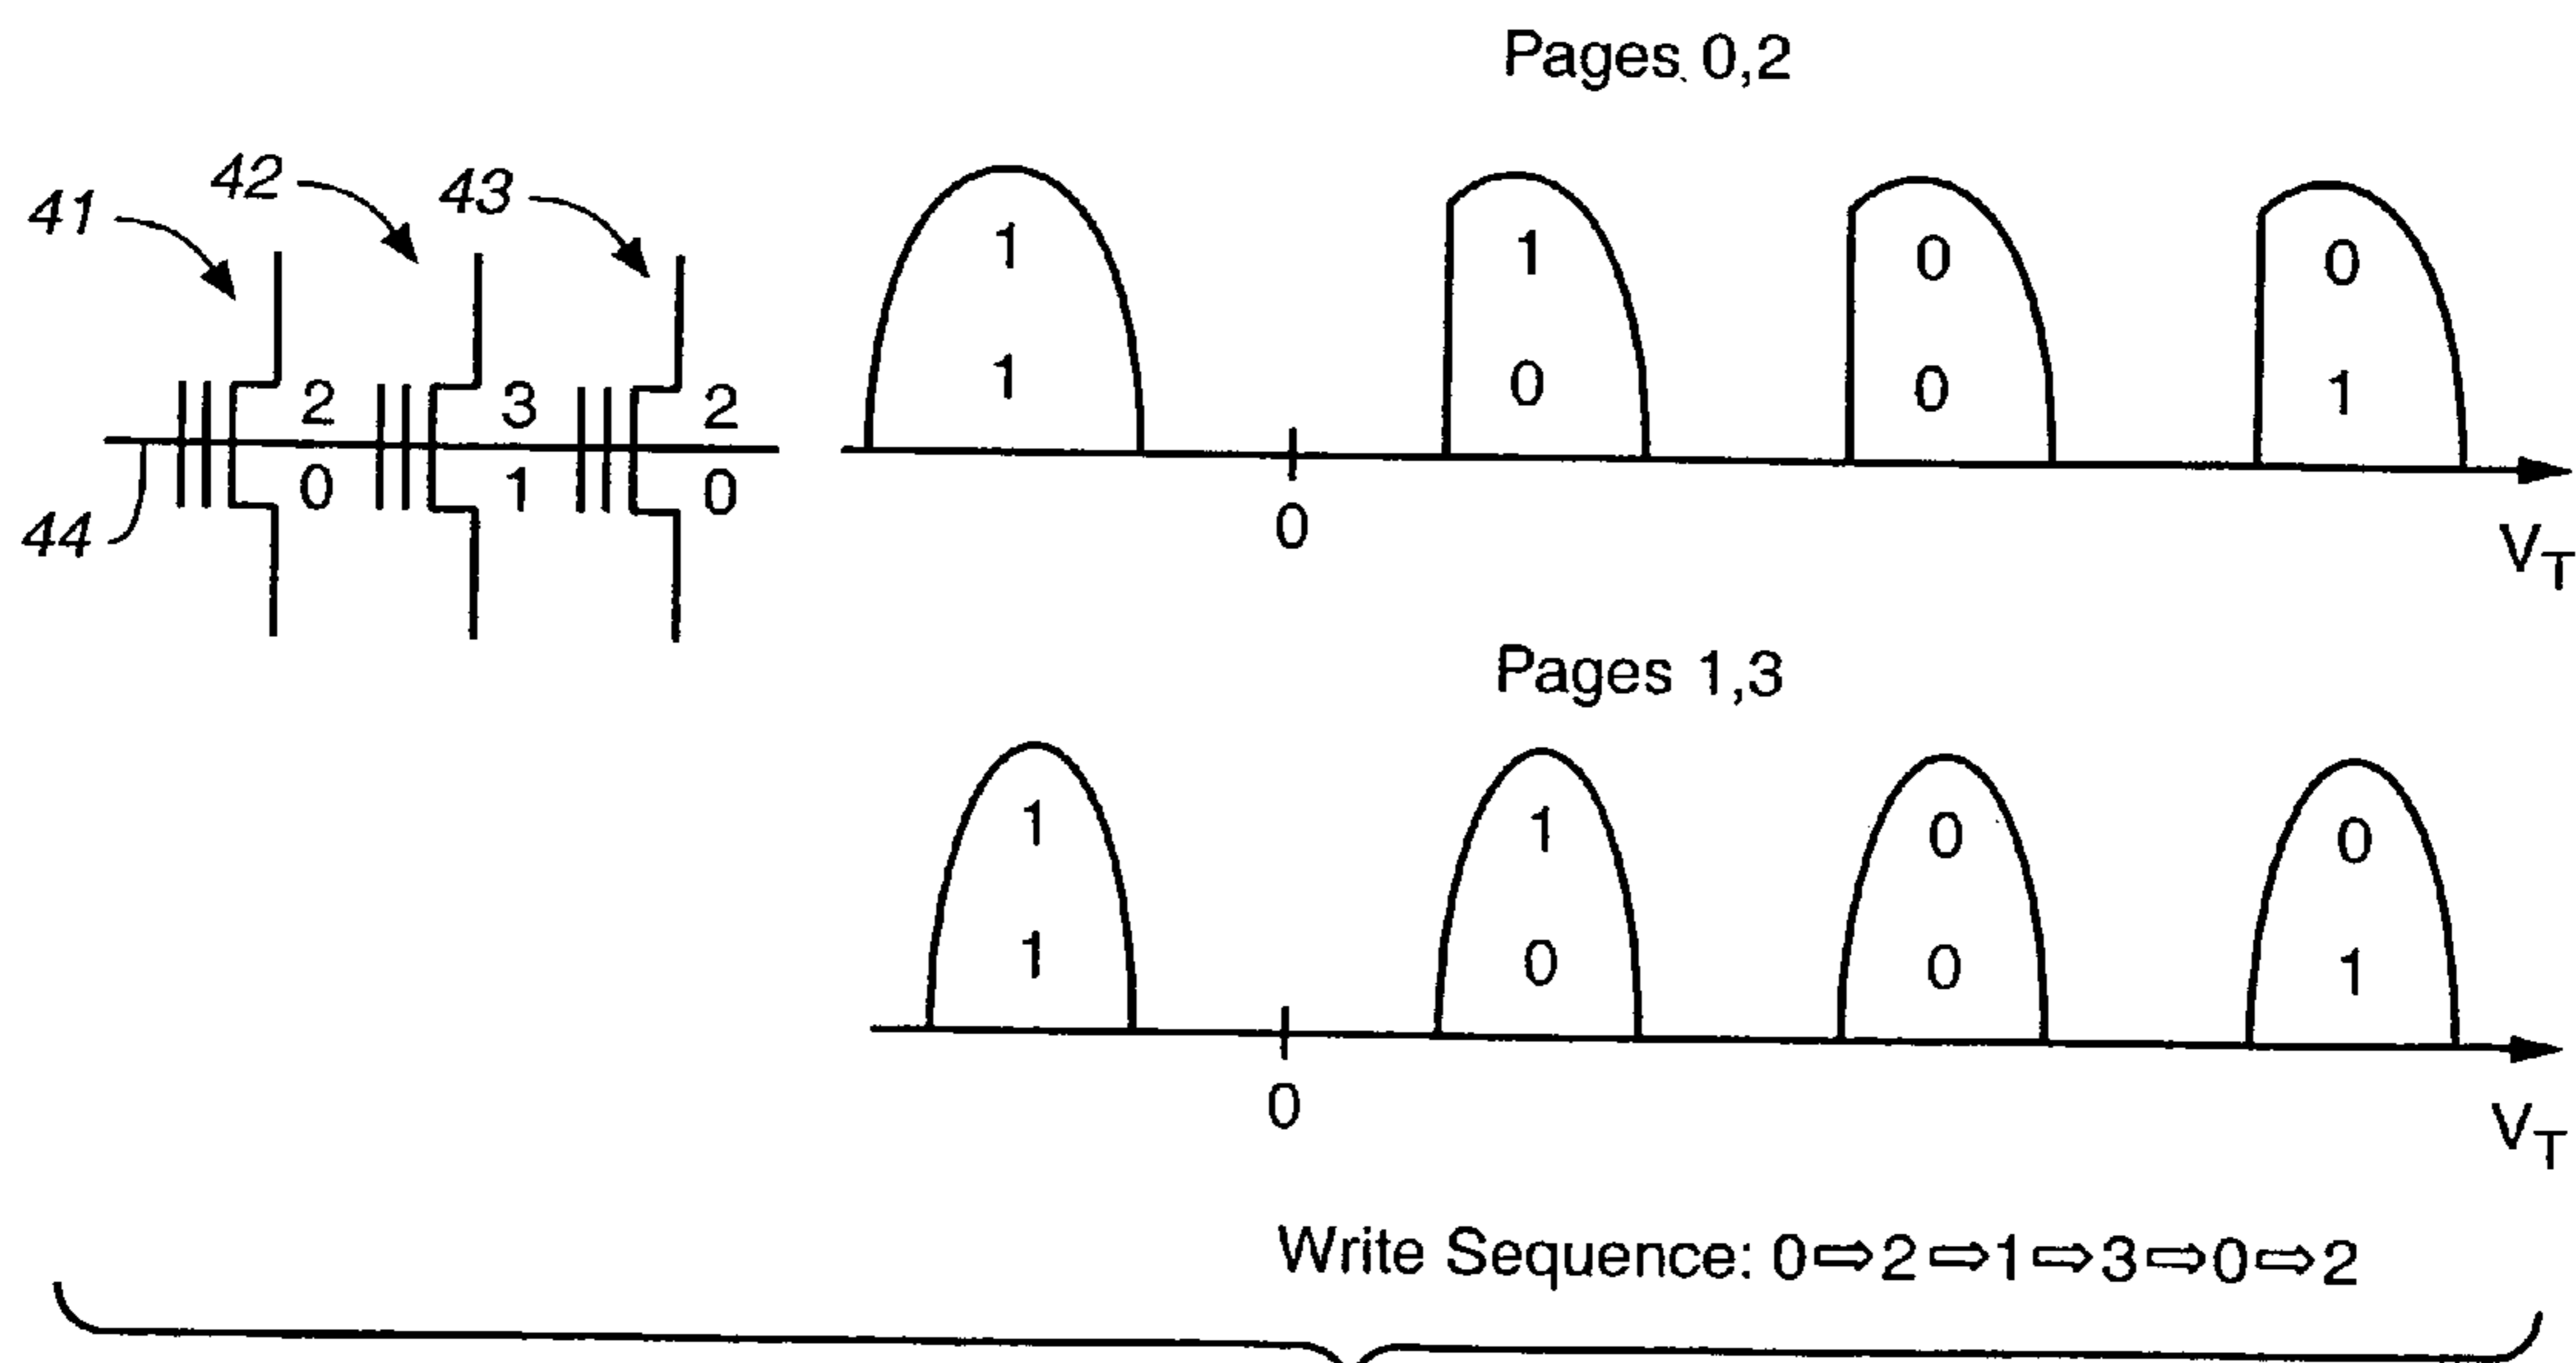 Pages 0,2
41 42 43
2 3 2
0 1 0
44
1 1 0 0
1 0 0 1
0
V_T
Pages 1,3
1 1 0 0
1 0 0 1
0
V_T
Write Sequence: 0⇨2⇨1⇨3⇨0⇨2